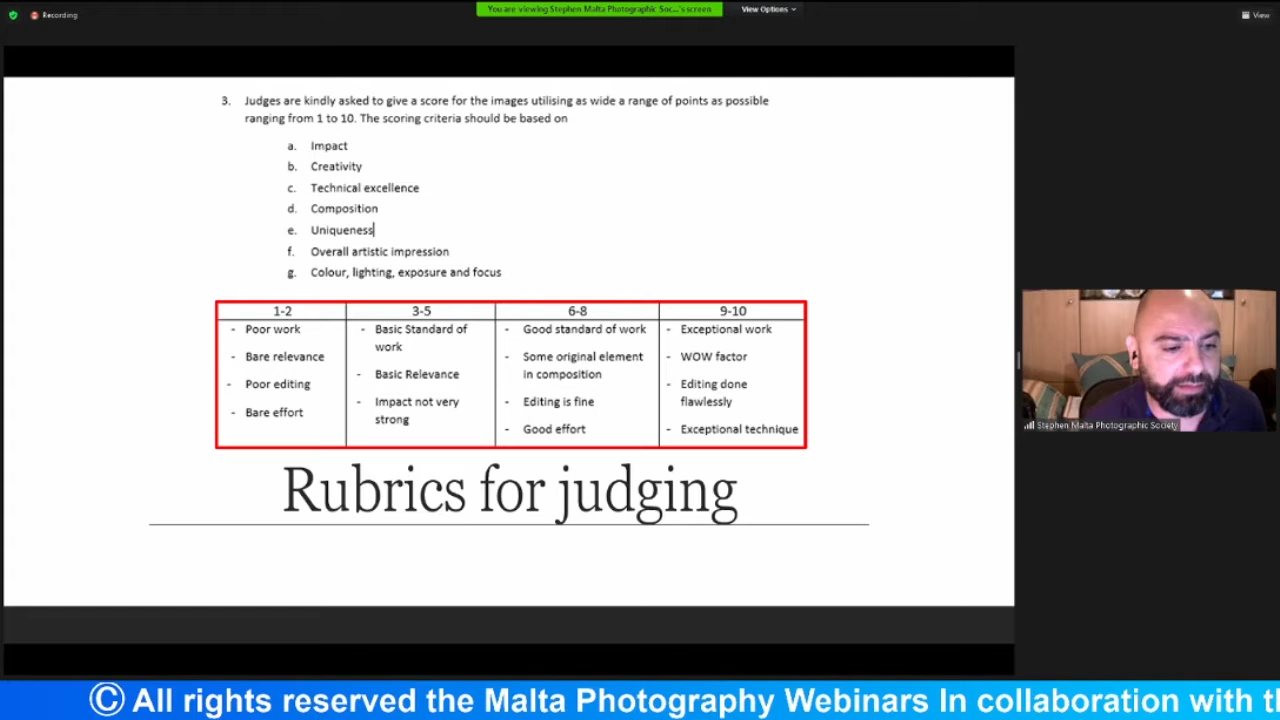 Recording
You are viewing Stephen Malta Photographic Soc...'s screen
View Options
View
3. Judges are kindly asked to give a score for the images utilising as wide a range of points as possible
ranging from 1 to 10. The scoring criteria should be based on
a. Impact
b. Creativity
c. Technical excellence
d. Composition
e. Uniqueness
f. Overall artistic impression
g. Colour, lighting, exposure and focus
1-2
- Poor work
- Bare relevance
- Poor editing
- Bare effort
3-5
- Basic Standard of
work
- Basic Relevance
- Impact not very
strong
6-8
- Good standard of work
- Some original element
in composition
- Editing is fine
- Good effort
9-10
- Exceptional work
- WOW factor
- Editing done
flawlessly
- Exceptional technique
Rubrics for judging
Stephen Malta Photographic Society
© All rights reserved the Malta Photography Webinars In collaboration with t